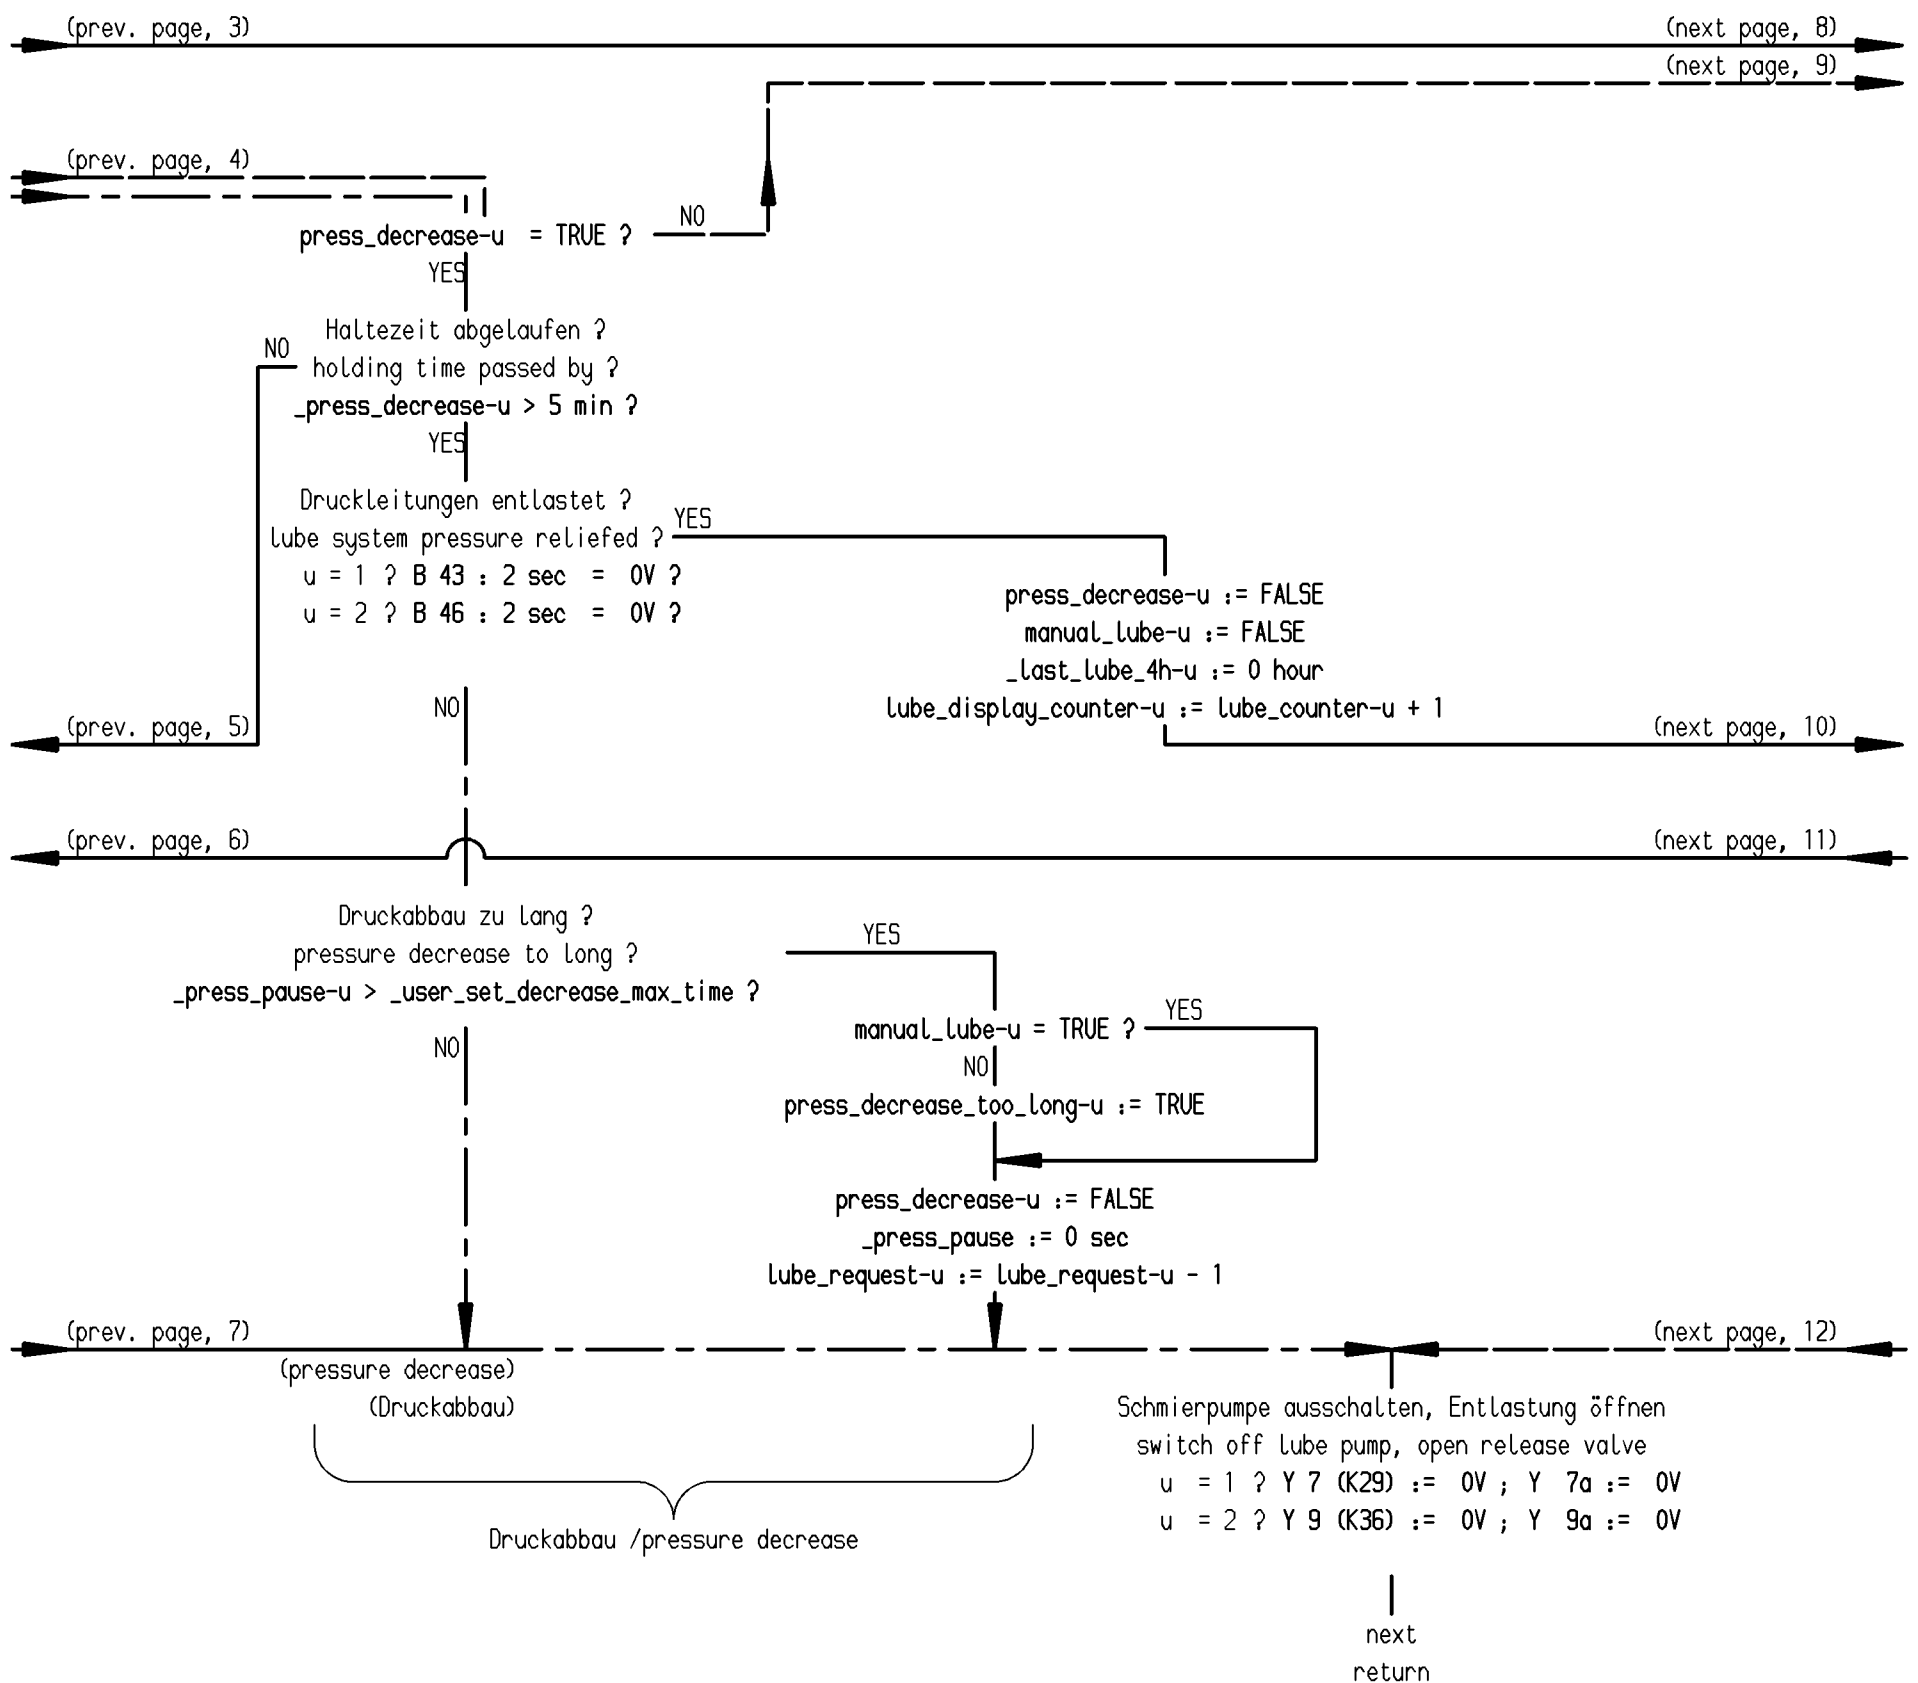 (prev. page, 3)
(next page, 8)
(next page, 9)
(prev. page, 4)
press_decrease-u = TRUE ?
NO
YES
Haltezeit abgelaufen ?
NO
holding time passed by ?
_press_decrease-u > 5 min ?
YES
Druckleitungen entlastet ?
YES
lube system pressure reliefed ?
u = 1 ? B 43 : 2 sec = 0V ?
u = 2 ? B 46 : 2 sec = 0V ?
press_decrease-u := FALSE
manual_lube-u := FALSE
_last_lube_4h-u := 0 hour
lube_display_counter-u := lube_counter-u + 1
NO
(prev. page, 5)
(next page, 10)
(prev. page, 6)
(next page, 11)
Druckabbau zu lang ?
pressure decrease to long ?
_press_pause-u > _user_set_decrease_max_time ?
YES
NO
manual_lube-u = TRUE ?
YES
NO
press_decrease_too_long-u := TRUE
press_decrease-u := FALSE
_press_pause := 0 sec
lube_request-u := lube_request-u - 1
(prev. page, 7)
(next page, 12)
(pressure decrease)
(Druckabbau)
Druckabbau /pressure decrease
Schmierpumpe ausschalten, Entlastung öffnen
switch off lube pump, open release valve
u = 1 ? Y 7 (K29) := 0V ; Y 7a := 0V
u = 2 ? Y 9 (K36) := 0V ; Y 9a := 0V
next
return